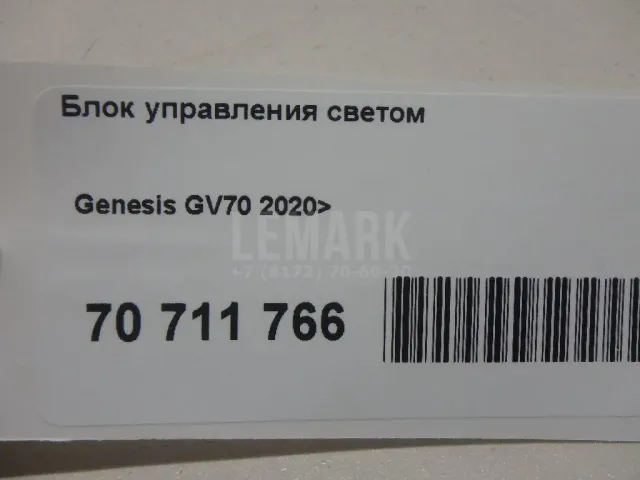 Блок управления светом
Genesis GV70 2020>
LEMARK
70 711 766